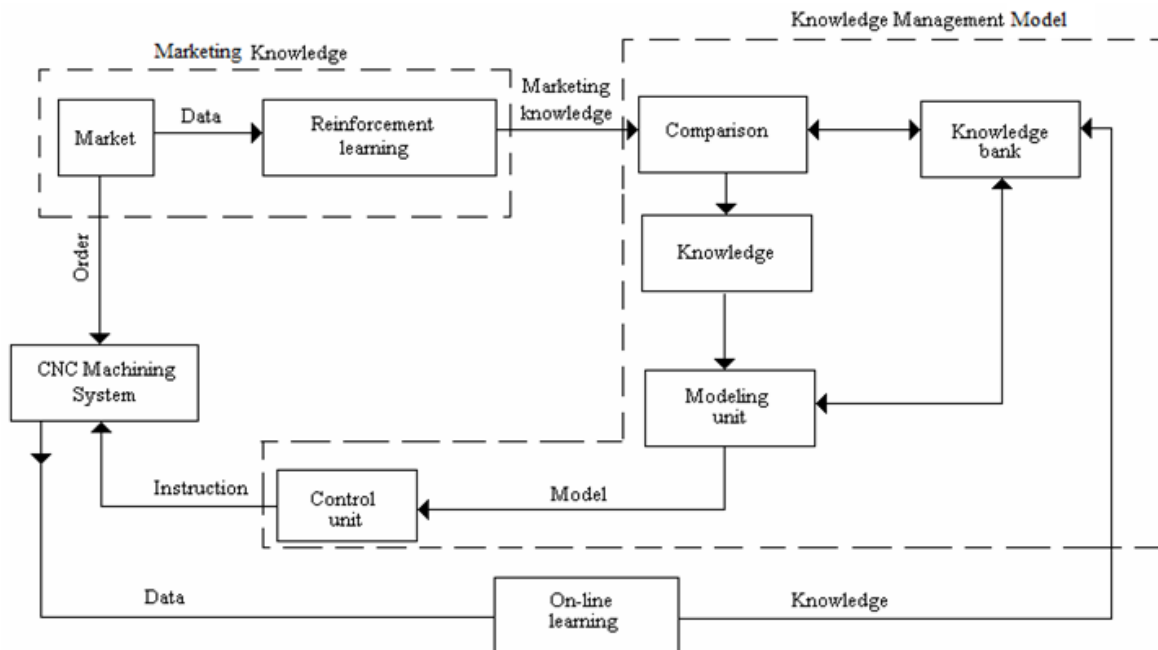 Knowledge Management Model
Marketing Knowledge
Marketing
knowledge
Data
Market
Reinforcement
learning
Comparison
Knowledge
bank
Order
Knowledge
CNC Machining
System
Modeling
unit
Instruction
Control
unit
Model
Data
On-line
learning
Knowledge